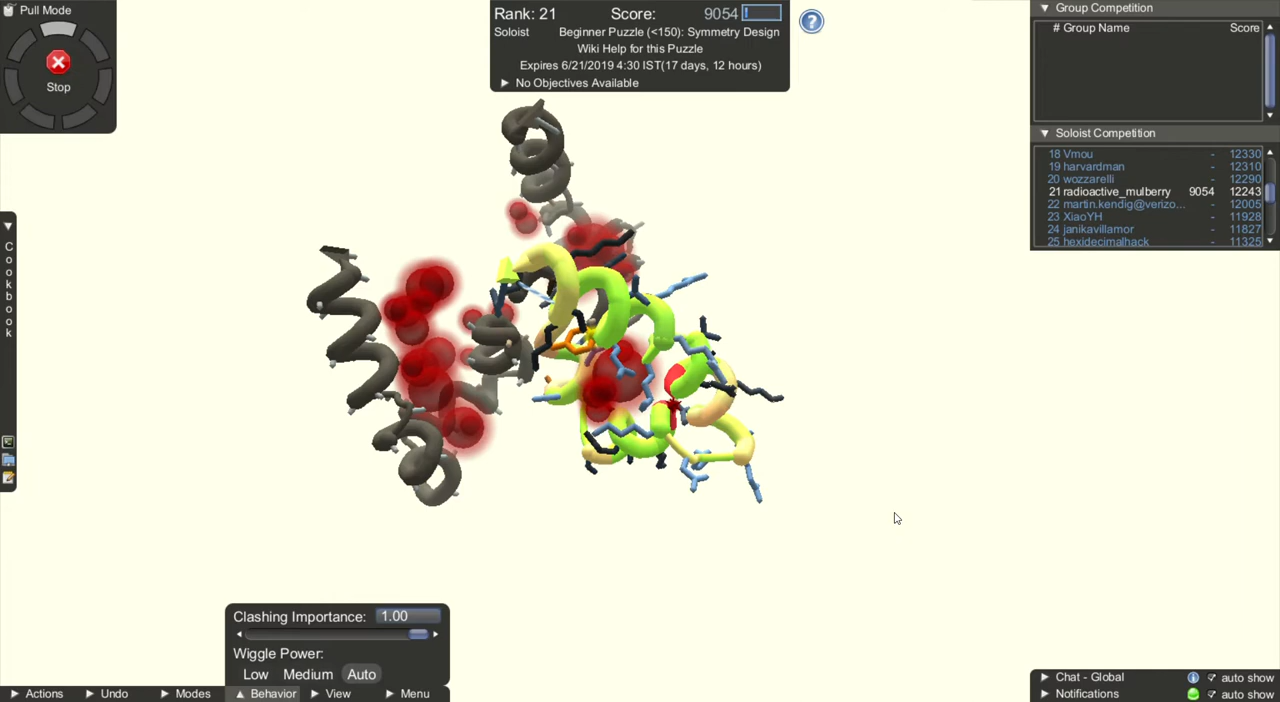 Pull Mode
Stop
Rank: 21 Score: 9054
Soloist Beginner Puzzle (<150): Symmetry Design
Wiki Help for this Puzzle
Expires 6/21/2019 4:30 IST(17 days, 12 hours)
No Objectives Available
?
Group Competition
# Group Name Score
Soloist Competition
18 Vmou - 12330
19 harvardman - 12310
20 wozzarelli - 12290
21 radioactive_mulberry 9054 12243
22 martin.kendig@verizo... - 12005
23 XiaoYH - 11928
24 janikavillamor - 11827
25 hexidecimalhack - 11325
Cookbook
Clashing Importance: 1.00
Wiggle Power:
Low Medium Auto
Actions Undo Modes Behavior View Menu
Chat - Global auto show
Notifications auto show